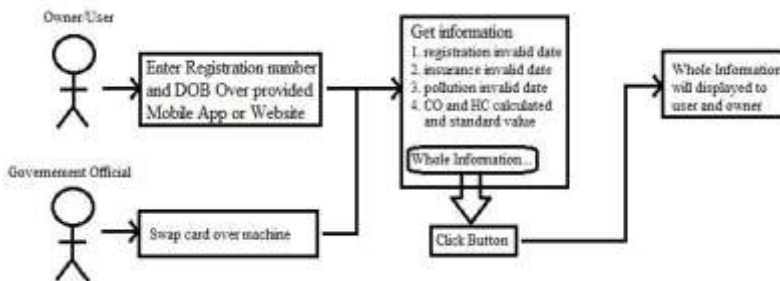 Owner/User
Enter Registration number
and DOB Over provided
Mobile App or Website
Governement Official
Swap card over machine
Get information
1. registration invalid date
2. insurance invalid date
3. pollution invalid date
4. CO and HC calculated
and standard value
Whole Information...
Click Button
Whole Information
will displayed to
user and owner